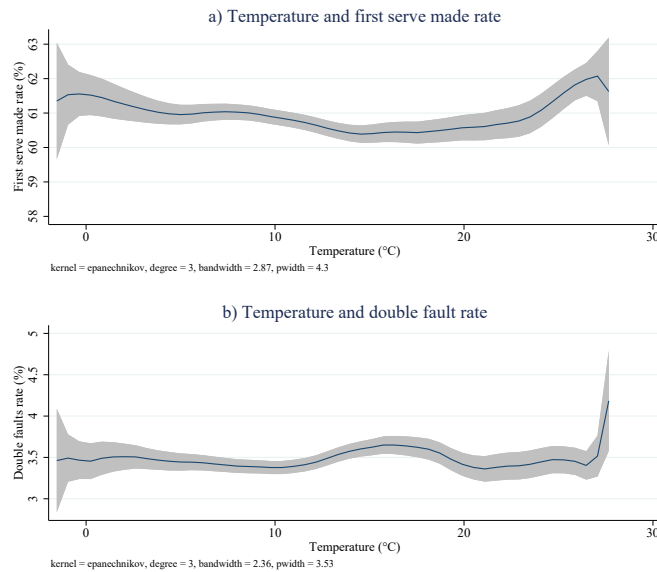 a) Temperature and first serve made rate
63
62
61
60
59
58
First serve made rate (%)
0 10 20 30
Temperature (°C)
kernel = epanechnikov, degree = 3, bandwidth = 2.87, pwidth = 4.3
b) Temperature and double fault rate
5
4.5
4
3.5
3
Double faults rate (%)
0 10 20 30
Temperature (°C)
kernel = epanechnikov, degree = 3, bandwidth = 2.36, pwidth = 3.53